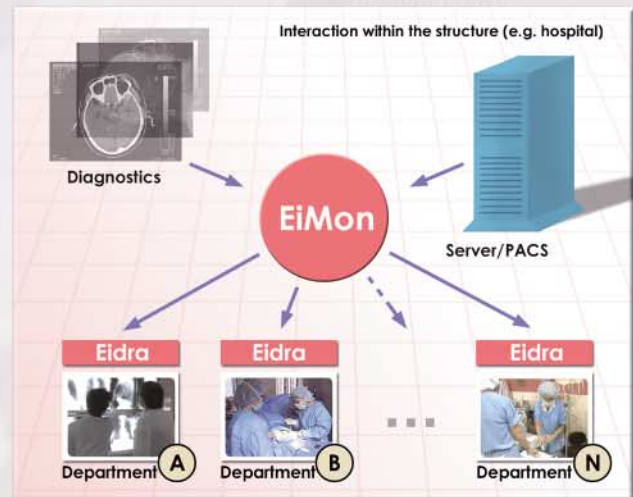 Interaction within the structure (e.g. hospital)
Diagnostics
EiMon
Server/PACS
Eidra
Eidra
Eidra
Department A
Department B
Department N